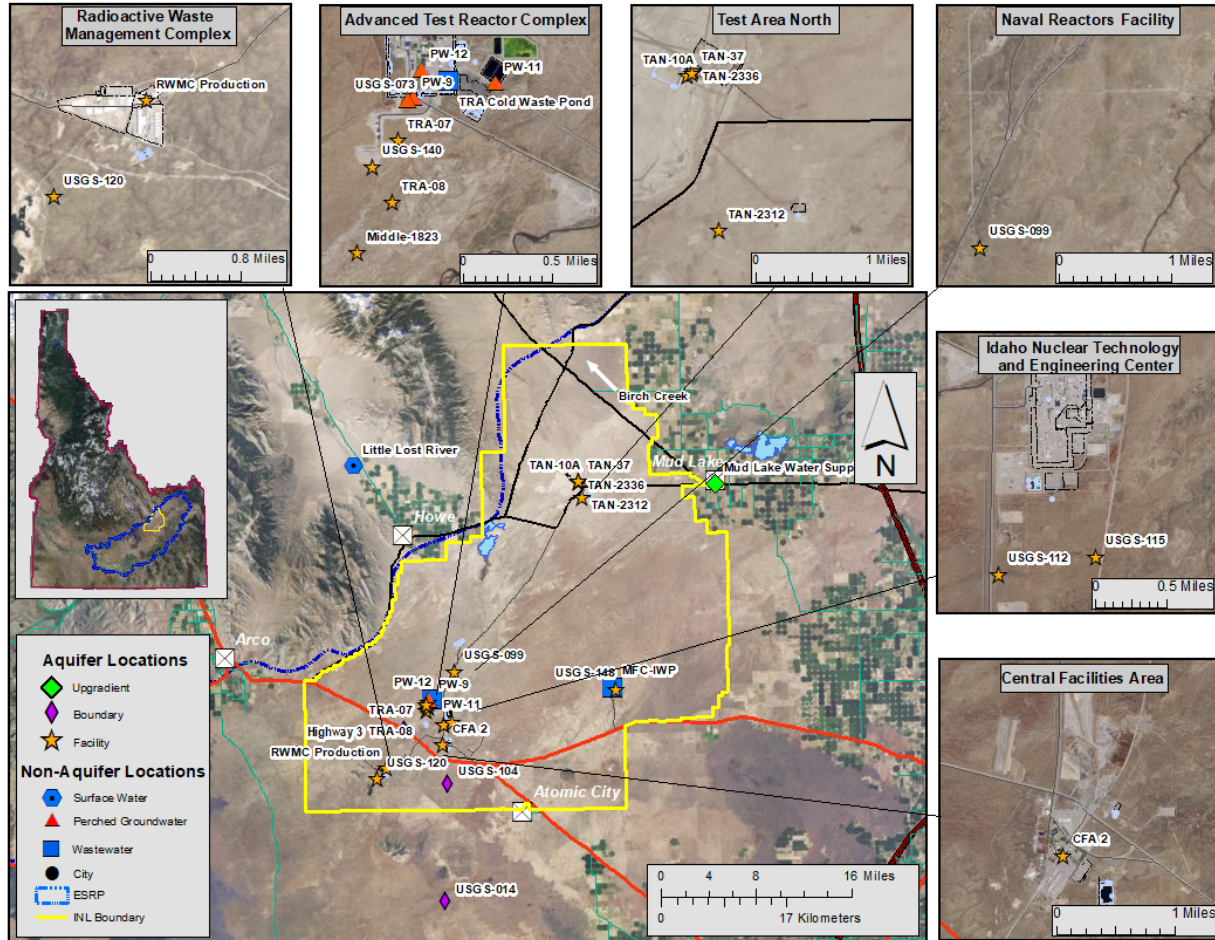 Radioactive Waste
Management Complex
RWMC Production
USGS-120
0 0.8 Miles
Advanced Test Reactor Complex
PW-12
PW-11
PW-9
USGS-073
TRA Cold Waste Pond
TRA-07
USGS-140
TRA-08
Middle-1823
0 0.5 Miles
Test Area North
TAN-37
TAN-10A
TAN-2336
TAN-2312
0 1 Miles
Naval Reactors Facility
USGS-099
0 1 Miles
Birch Creek
Little Lost River
TAN-10A TAN-37
Mud Lake
Mud Lake Water Supp
TAN-2336
TAN-2312
Howe
N
Arco
USGS-099
USGS-148
MFC-IWP
PW-12 PW-9
PW-11
TRA-07
CFA 2
Highway 3 TRA-08
RWMC Production
USGS-120
USGS-104
Atomic City
USGS-014
0 4 8 16 Miles
0 17 Kilometers
Aquifer Locations
Upgradient
Boundary
Facility
Non-Aquifer Locations
Surface Water
Perched Groundwater
Wastewater
City
ESRP
INL Boundary
Idaho Nuclear Technology
and Engineering Center
USGS-115
USGS-112
0 0.5 Miles
Central Facilities Area
CFA 2
0 1 Miles